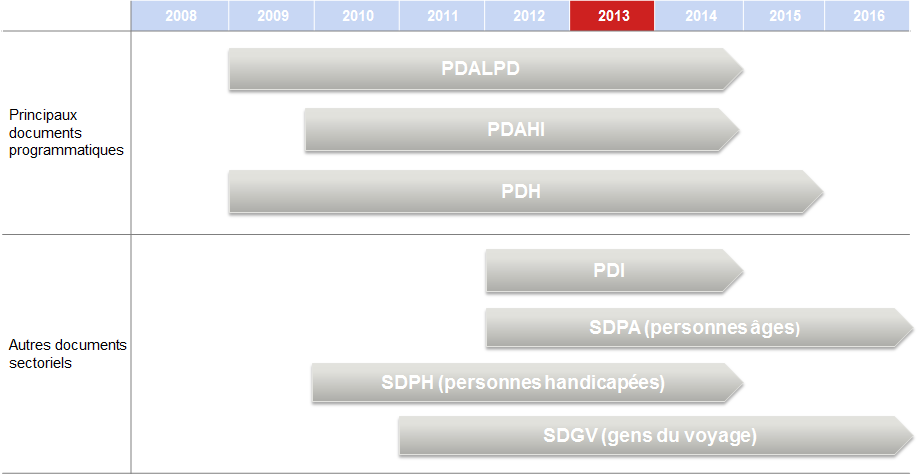 2008 2009 2010 2011 2012 2013 2014 2015 2016
Principaux
documents
programmatiques
PDALPD
PDAHI
PDH
Autres documents
sectoriels
PDI
SDPA (personnes âges)
SDPH (personnes handicapées)
SDGV (gens du voyage)